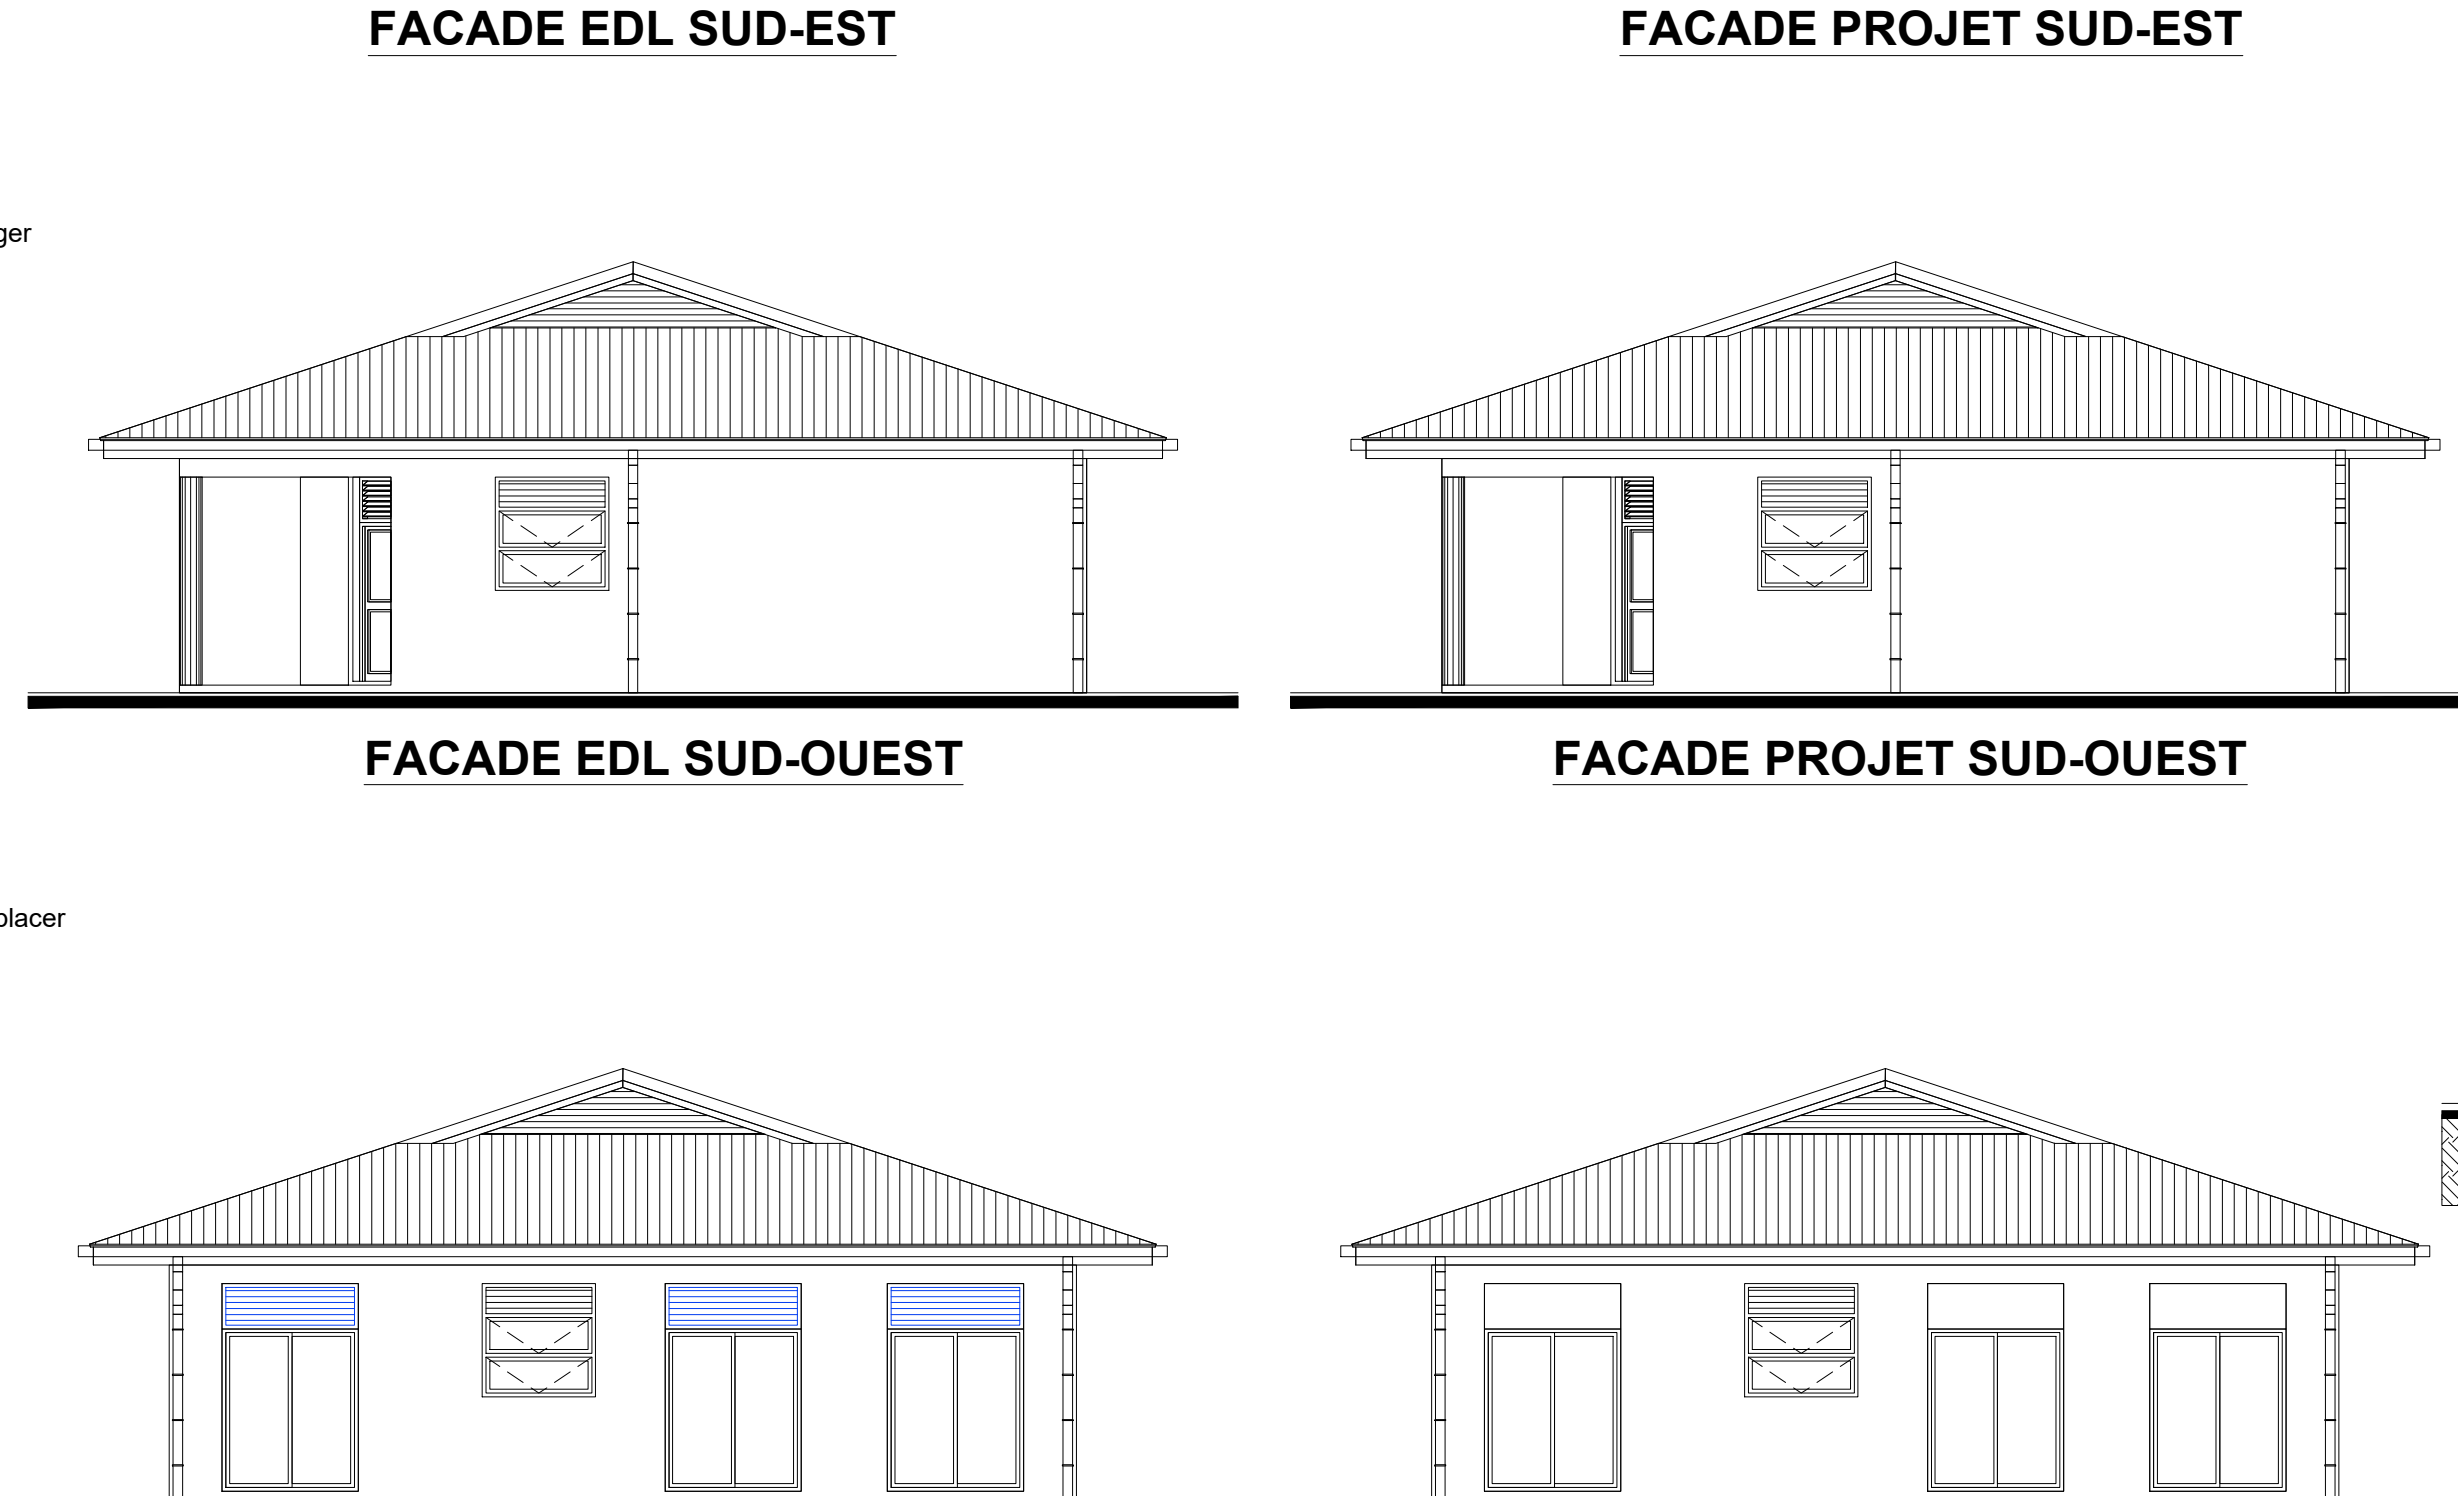 FACADE EDL SUD-EST
FACADE PROJET SUD-EST
ger
FACADE EDL SUD-OUEST
FACADE PROJET SUD-OUEST
placer